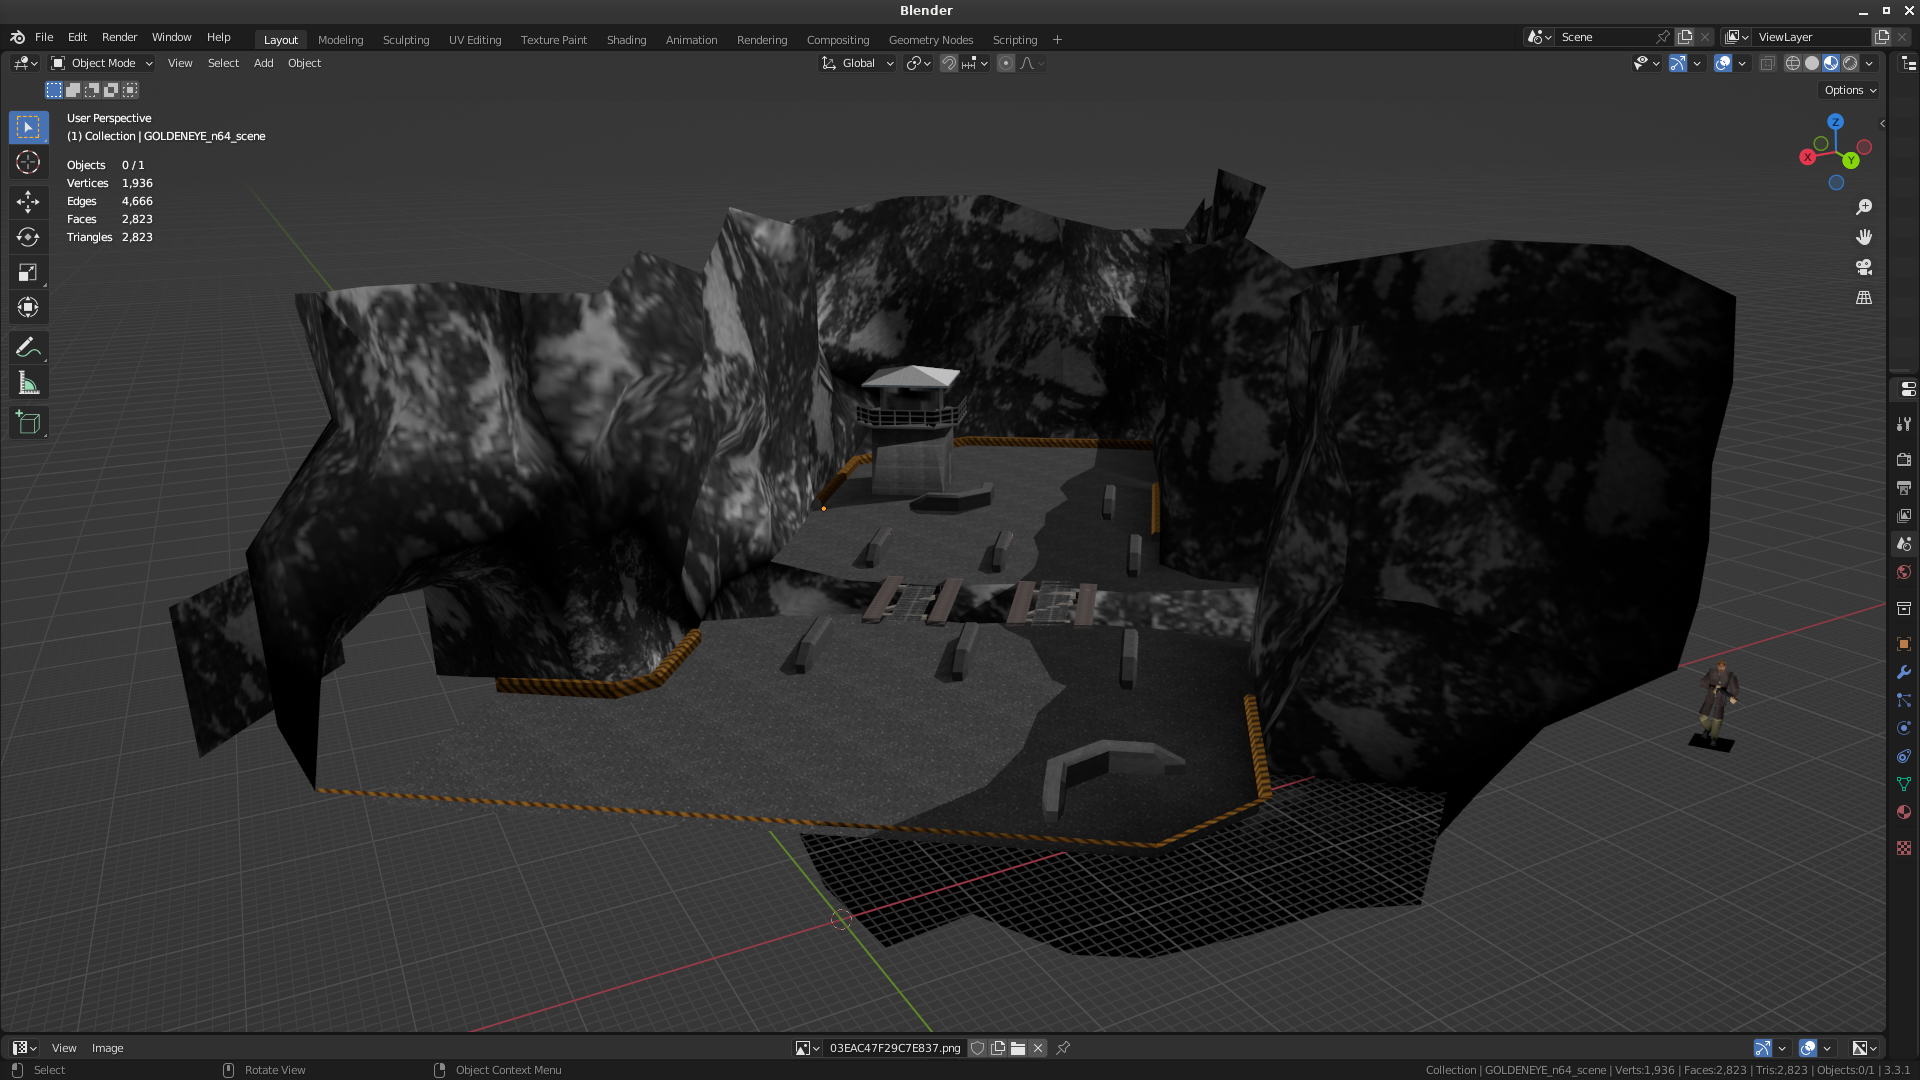 Blender
File Edit Render Window Help
Layout Modeling Sculpting UV Editing Texture Paint Shading Animation Rendering Compositing Geometry Nodes Scripting +
Scene
ViewLayer
Object Mode View Select Add Object
Global
Options
User Perspective
(1) Collection | GOLDENEYE_n64_scene
Objects 0 / 1
Vertices 1,936
Edges 4,666
Faces 2,823
Triangles 2,823
Z
X
Y
View Image
03EAC47F29C7E837.png
Select
Rotate View
Object Context Menu
Collection | GOLDENEYE_n64_scene | Verts:1,936 | Faces:2,823 | Tris:2,823 | Objects:0/1 | 3.3.1